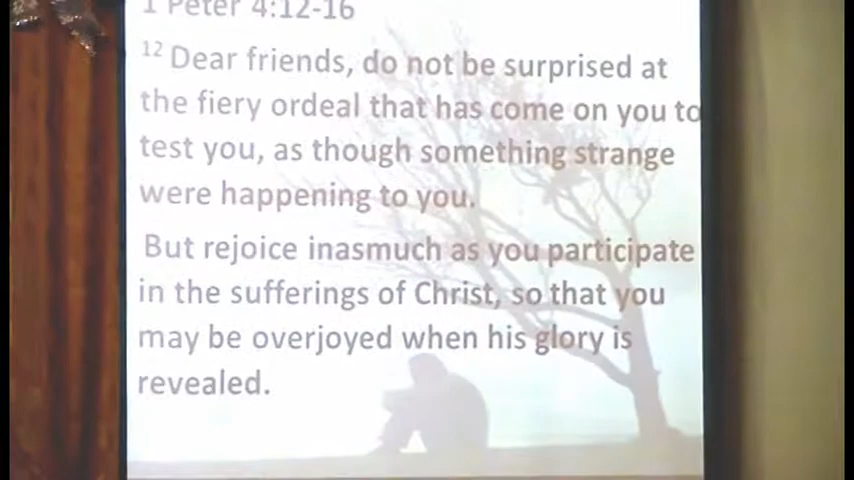 1 Peter 4:12-16
12 Dear friends, do not be surprised at
the fiery ordeal that has come on you to
test you, as though something strange
were happening to you.
But rejoice inasmuch as you participate
in the sufferings of Christ, so that you
may be overjoyed when his glory is
revealed.